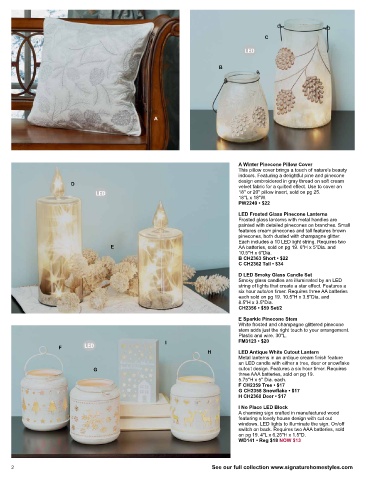 C
LED
B
A
A Winter Pinecone Pillow Cover
This pillow cover brings a touch of nature's beauty
indoors. Featuring a delightful pine and pinecone
design embroidered in gray thread on soft cream
velvet fabric for a quilted effect. Use to cover an
18" or 20" pillow insert, sold on pg 25.
18"L x 18"W.
PW2249 • $22
LED Frosted Glass Pinecone Lanterns
Frosted glass lanterns with metal handles are
painted with detailed pinecones on branches. Small
features cream pinecones and tall features brown
pinecones, both dusted with champagne glitter.
Each includes a 10 LED light string. Requires two
AA batteries, sold on pg 19. 6"H x 5"Dia. and
10.5"H x 5"Dia.
B CH2363 Short • $22
C CH2362 Tall • $34
D
LED
E
D LED Smoky Glass Candle Set
Smoky glass candles are illuminated by an LED
string of lights that create a star effect. Features a
six hour auto/on timer. Requires three AA batteries
each sold on pg 19. 10.5"H x 3.5"Dia. and
8.5"H x 3.5"Dia.
CH2356 • $59 Set/2
E Sparkle Pinecone Stem
White frosted and champagne glittered pinecone
stem adds just the right touch to your arrangement.
Plastic and wire. 30"L
FM3123 • $20
F
LED
I
H
G
LED Antique White Cutout Lantern
Metal lanterns in an antique cream finish feature
an LED candle with either a tree, deer or snowflake
cutout design. Features a six hour timer. Requires
three AAA batteries, sold on pg 19.
5.75"H x 5" Dia. each.
F CH2359 Tree • $17
G CH2358 Snowflake • $17
H CH2360 Deer • $17
I No Place LED Block
A charming sign crafted in manufactured wood
featuring a lovely house design with cut out
windows. LED lights to illuminate the sign. On/off
switch on back. Requires two AAA batteries, sold
on pg 19. 4"L x 6.25"H x 1.5"D.
WD141 • Reg $18 NOW $13
2
See our full collection www.signaturehomestyles.com